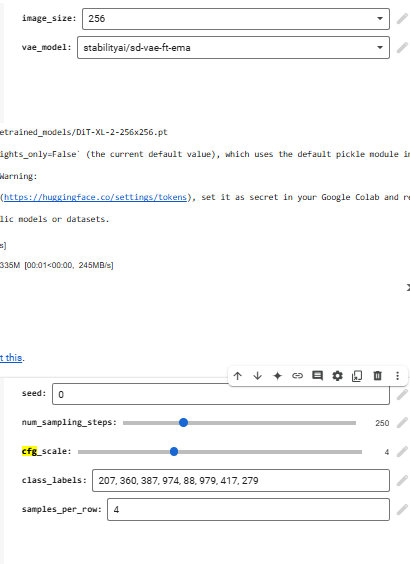 image_size: 256
vae_model: stabilityai/sd-vae-ft-ema
etrained_models/DiT-XL-2-256x256.pt
ights_only=False` (the current default value), which uses the default pickle module im
Warning:
(https://huggingface.co/settings/tokens), set it as secret in your Google Colab and re
lic models or datasets.
s]
335M [00:01<00:00, 245MB/s]
t this.
seed: 0
num_sampling_steps: 250
cfg_scale: 4
class_labels: 207, 360, 387, 974, 88, 979, 417, 279
samples_per_row: 4